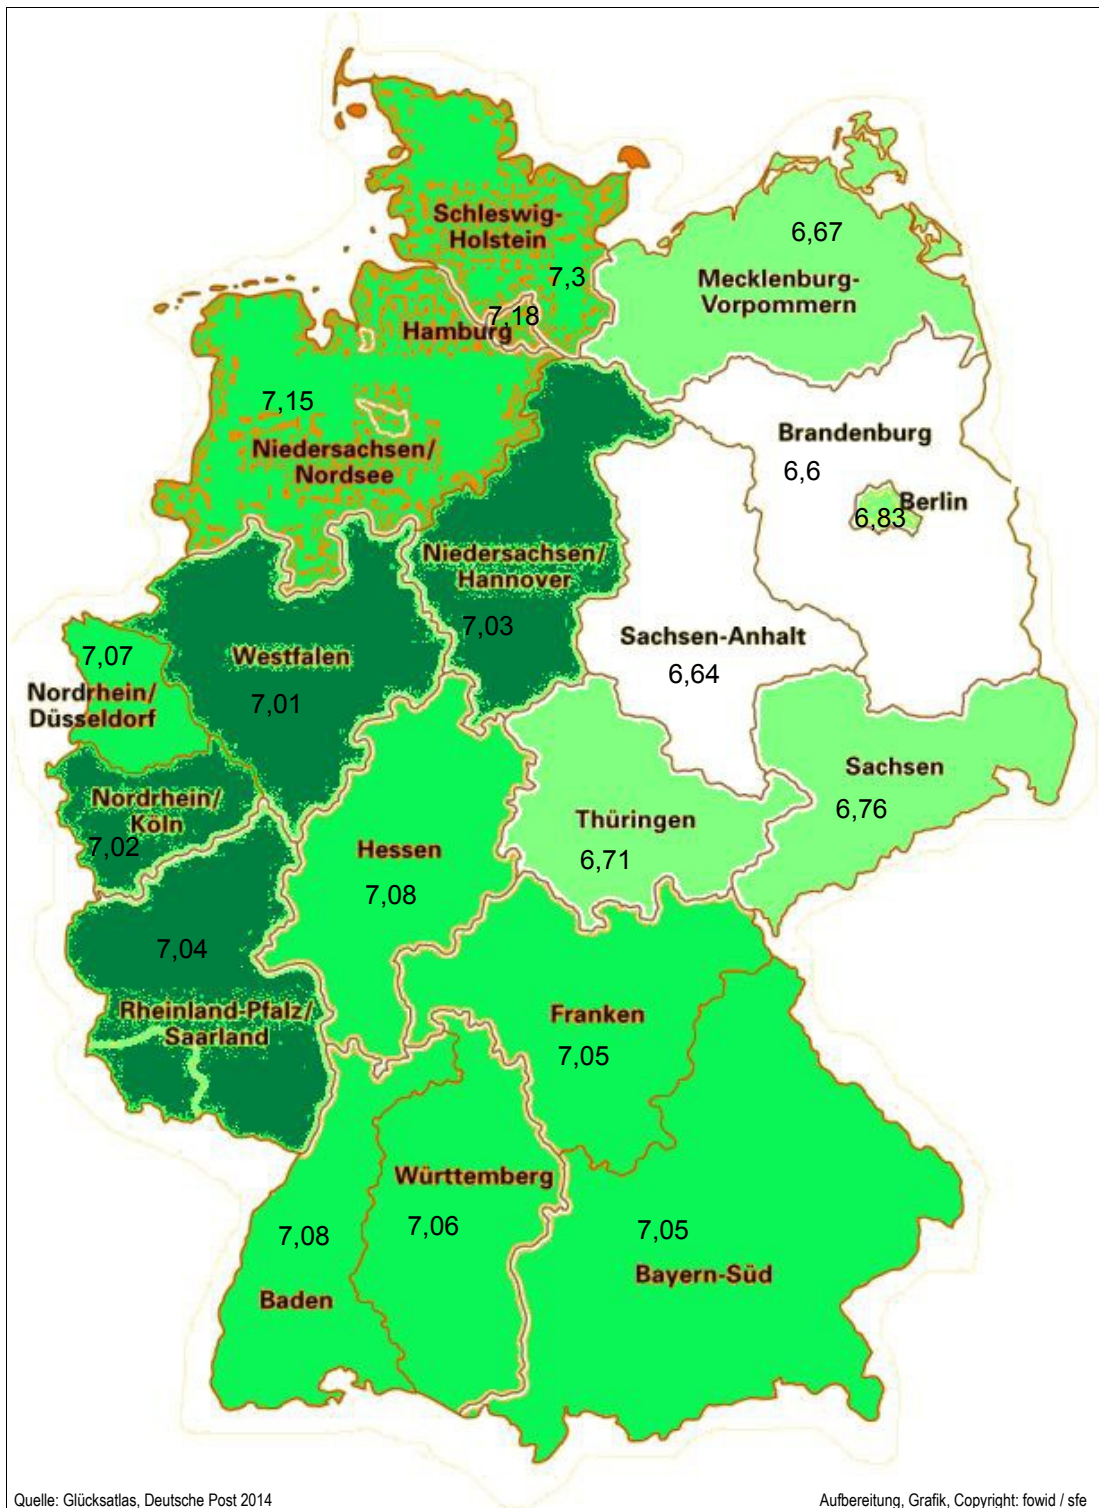 Schleswig-
Holstein
7,3
6,67
Mecklenburg-
Vorpommern
7,18
Hamburg
7,15
Niedersachsen/
Nordsee
Brandenburg
6,6
Berlin
6,83
Niedersachsen/
Hannover
7,03
Sachsen-Anhalt
6,64
Westfalen
7,01
7,07
Nordrhein/
Düsseldorf
Nordrhein/
Köln
7,02
Hessen
7,08
Thüringen
6,71
Sachsen
6,76
7,04
Rheinland-Pfalz/
Saarland
Franken
7,05
Württemberg
7,06
7,08
Baden
7,05
Bayern-Süd
Quelle: Glücksatlas, Deutsche Post 2014
Aufbereitung, Grafik, Copyright: fowid / sfe